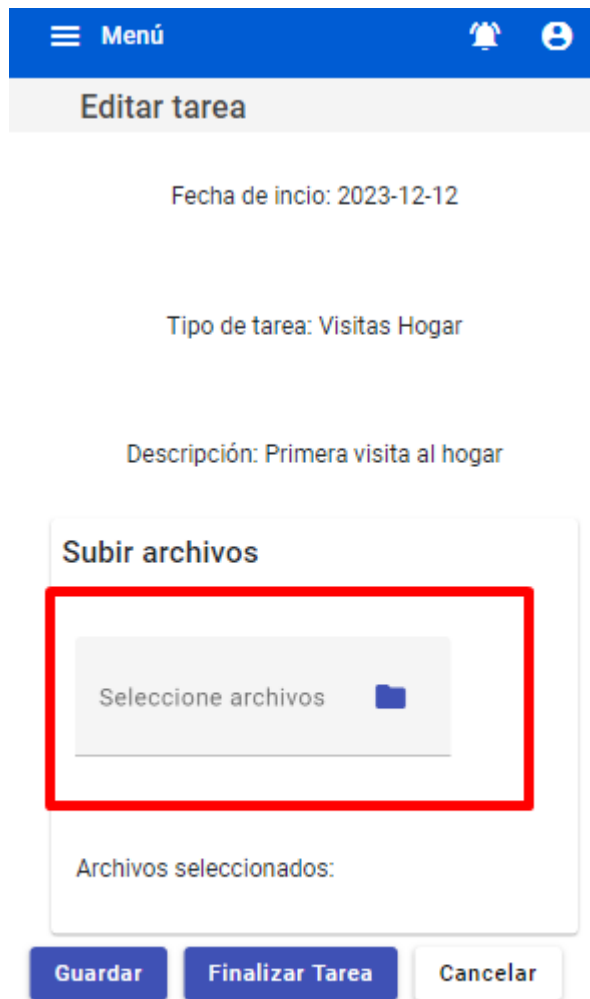 Menú
Editar tarea
Fecha de incio: 2023-12-12
Tipo de tarea: Visitas Hogar
Descripción: Primera visita al hogar
Subir archivos
Seleccione archivos
Archivos seleccionados:
Guardar Finalizar Tarea Cancelar